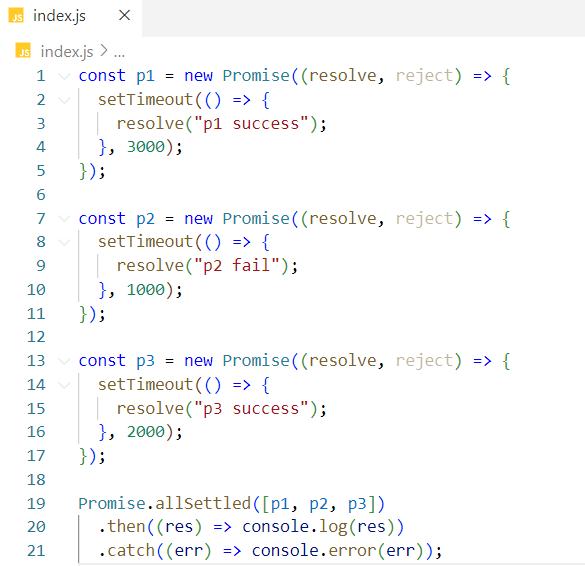 JS index.js ×
JS index.js > ...
1 const p1 = new Promise((resolve, reject) => {
2   setTimeout(() => {
3     resolve("p1 success");
4   }, 3000);
5 });
6
7 const p2 = new Promise((resolve, reject) => {
8   setTimeout(() => {
9     resolve("p2 fail");
10   }, 1000);
11 });
12
13 const p3 = new Promise((resolve, reject) => {
14   setTimeout(() => {
15     resolve("p3 success");
16   }, 2000);
17 });
18
19 Promise.allSettled([p1, p2, p3])
20   .then((res) => console.log(res))
21   .catch((err) => console.error(err));